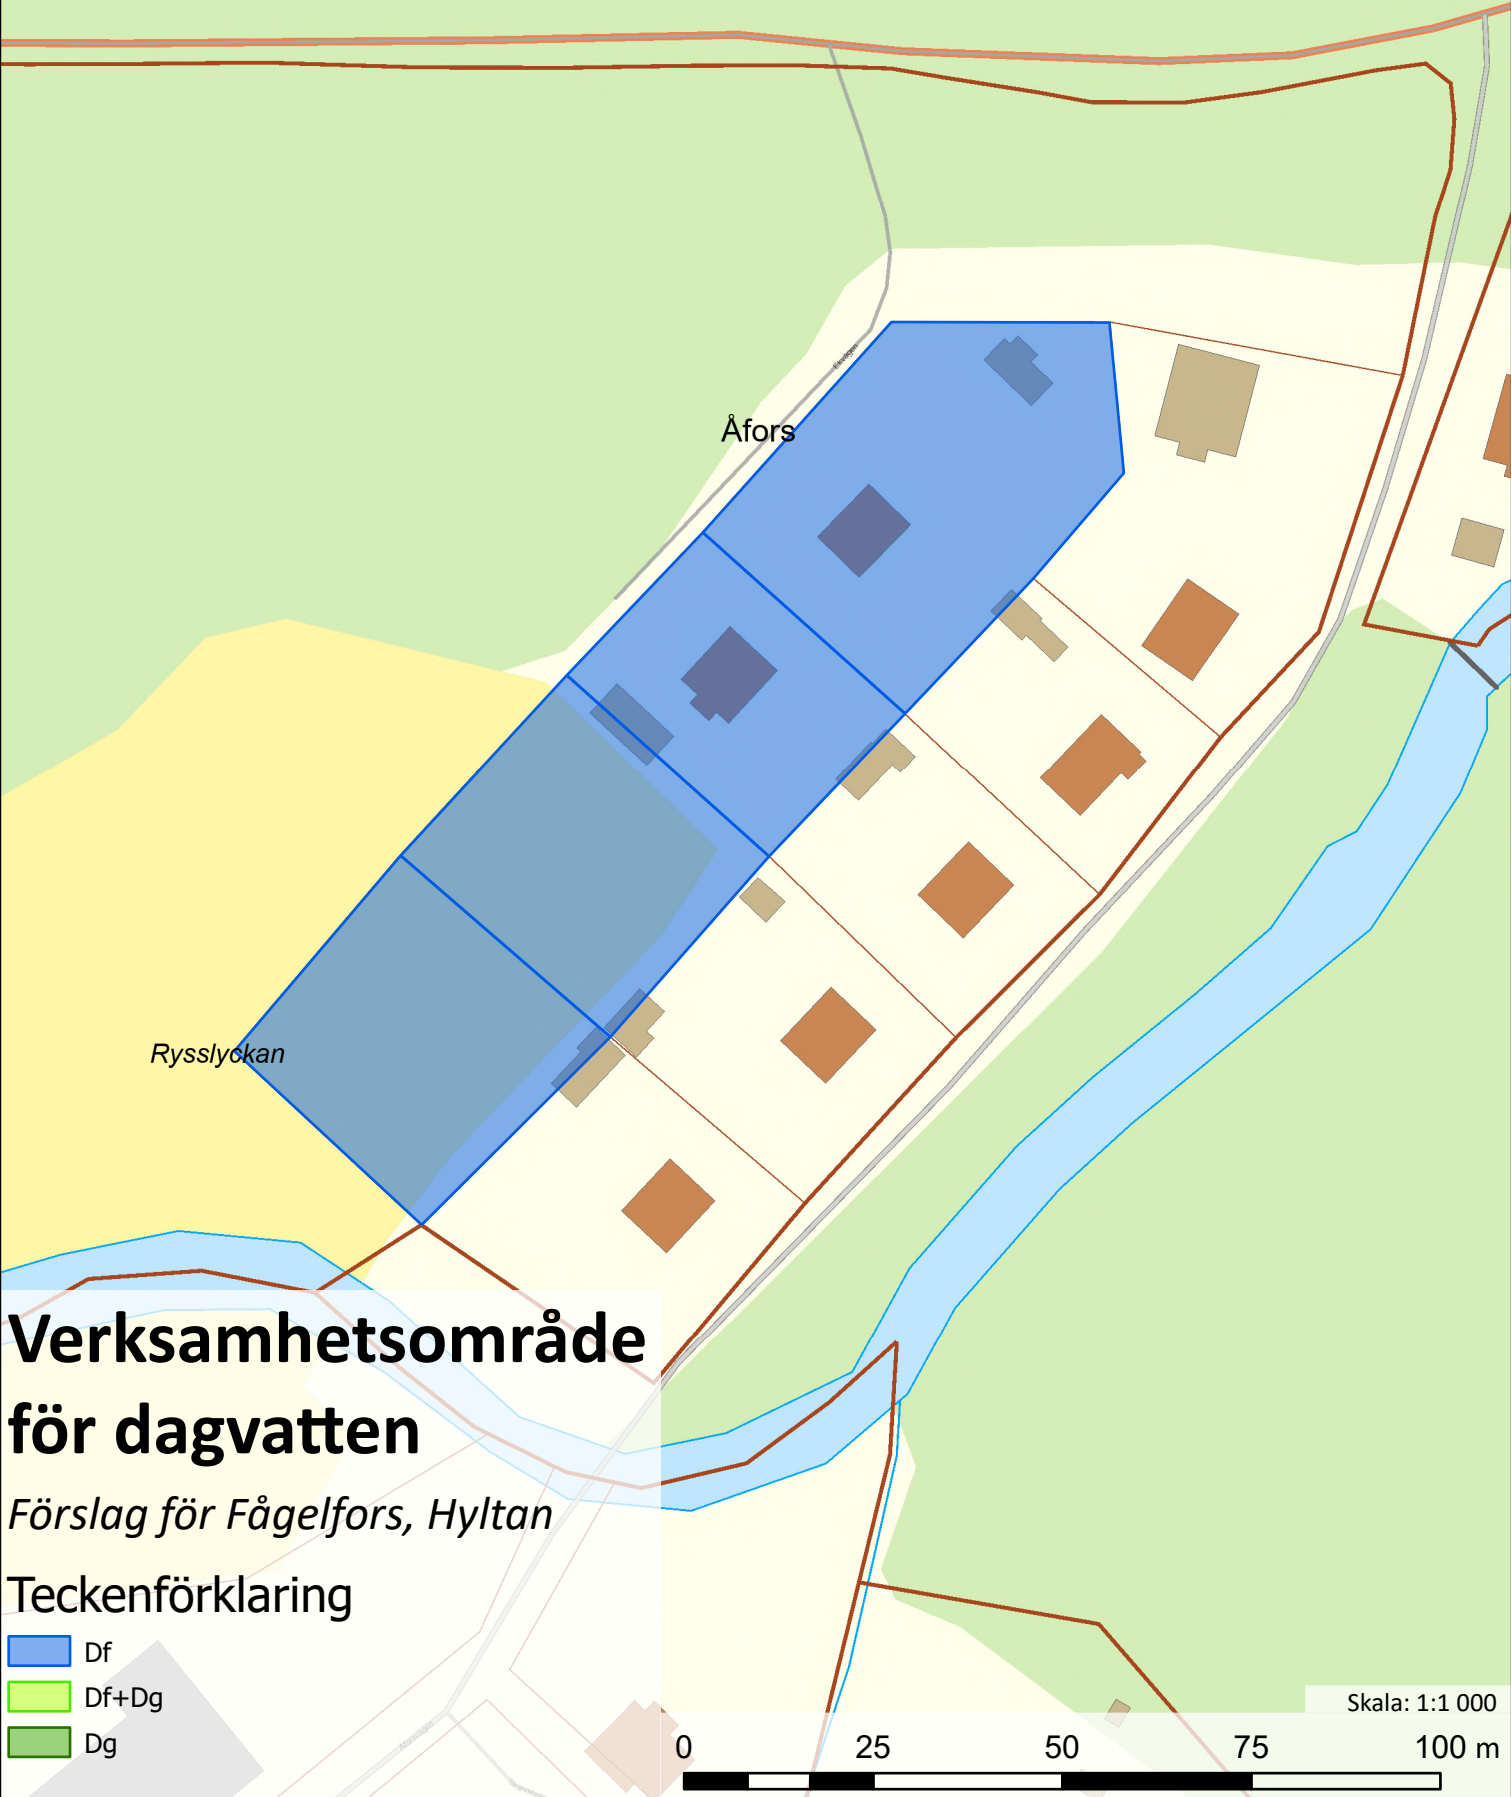 Ekvägen
Åfors
Rysslyckan
Verksamhetsområde
för dagvatten
Förslag för Fågelfors, Hyltan
Teckenförklaring
Df
Df+Dg
Dg
Skala: 1:1 000
0 25 50 75 100 m